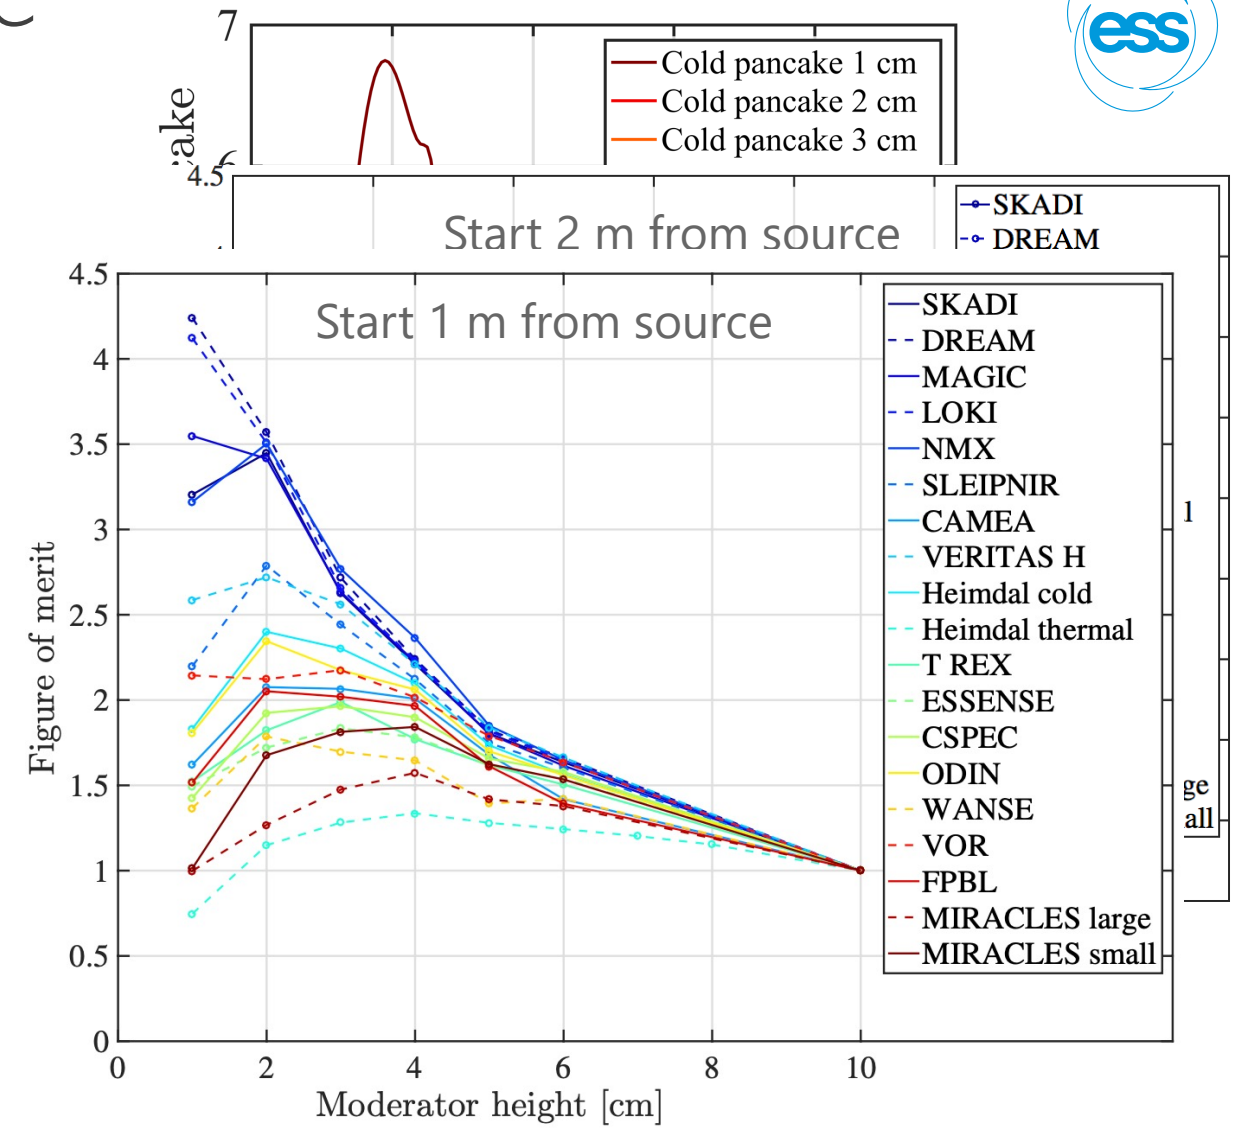 C
7
ess
Cold pancake 1 cm
Cold pancake 2 cm
Cold pancake 3 cm
4.5
Start 2 m from source
SKADI
DREAM
4.5
Start 1 m from source
SKADI
DREAM
MAGIC
LOKI
NMX
SLEIPNIR
CAMEA
VERITAS H
Heimdal cold
Heimdal thermal
T REX
ESSENSE
CSPEC
ODIN
WANSE
VOR
FPBL
MIRACLES large
MIRACLES small
4
3.5
3
2.5
2
1.5
1
0.5
0
Figure of merit
0 2 4 6 8 10
Moderator height [cm]
l
ge
all